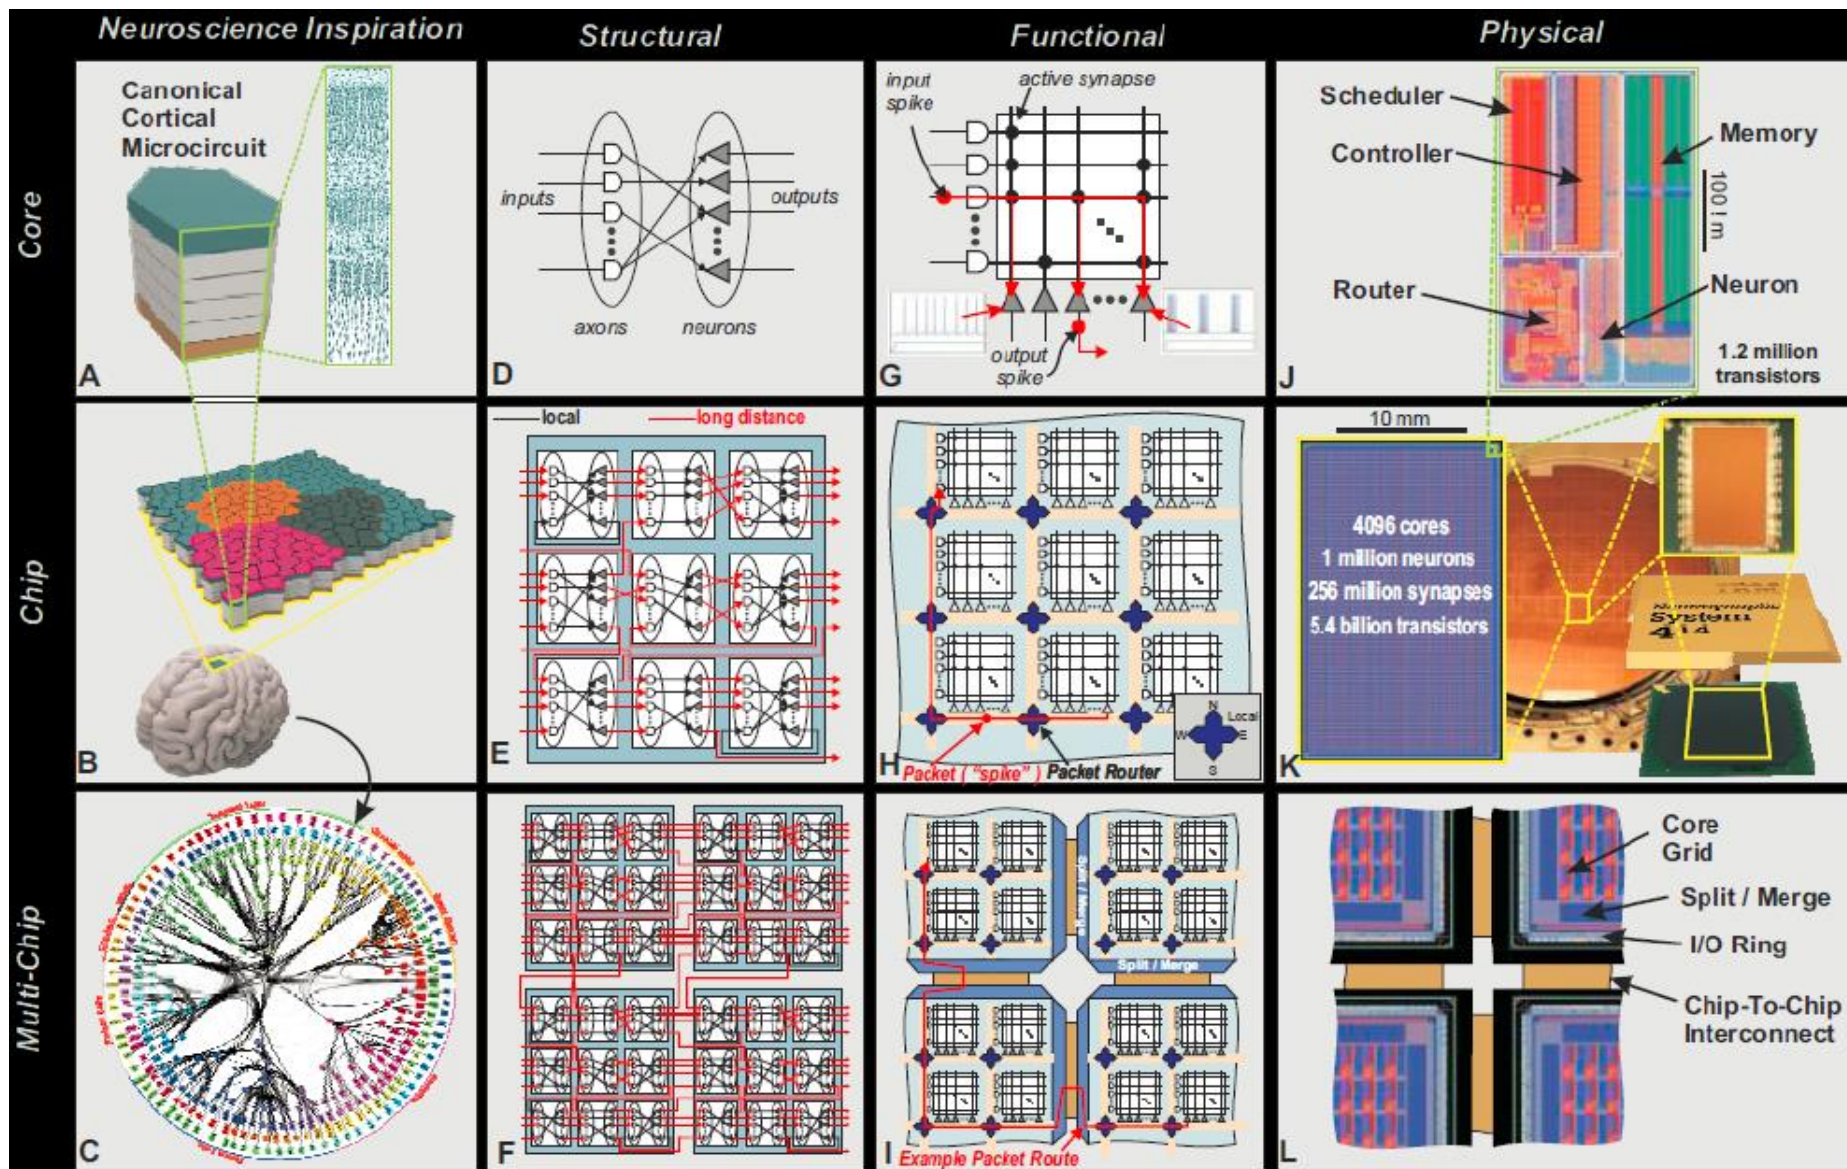 Neuroscience Inspiration
Structural
Functional
Physical
Core
Canonical
Cortical
Microcircuit
A
inputs
outputs
axons
neurons
D
input
spike
active synapse
output
spike
G
Scheduler
Controller
Router
Memory
100 l m
Neuron
1.2 million
transistors
J
Chip
B
local
long distance
E
N
Local
W
E
S
Packet ( "spike" )
Packet Router
H
10 mm
4096 cores
1 million neurons
256 million synapses
5.4 billion transistors
System
K
Multi-Chip
C
F
Split / Merge
Split / Merge
Example Packet Route
I
Core
Grid
Split / Merge
I/O Ring
Chip-To-Chip
Interconnect
L